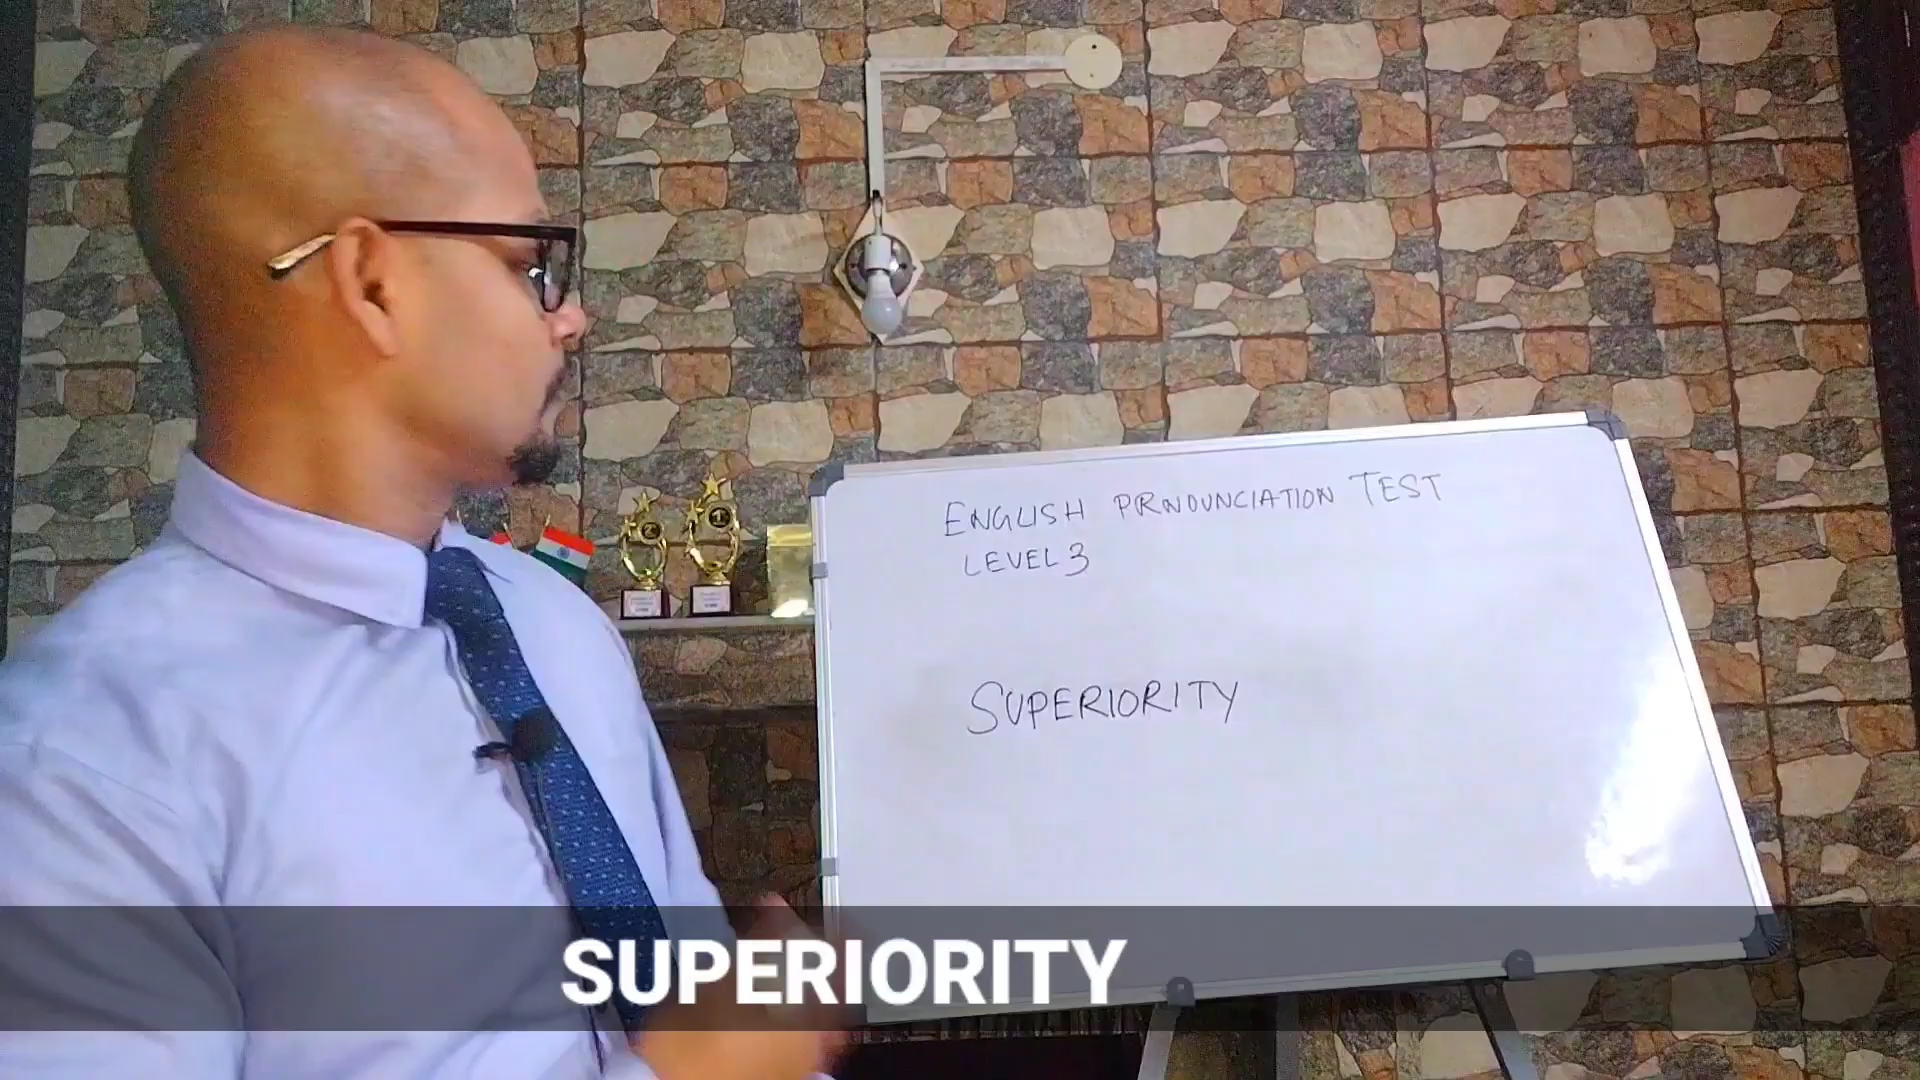 ENGLISH PRNOUNCIATION TEST
LEVEL 3
SUPERIORITY
SUPERIORITY